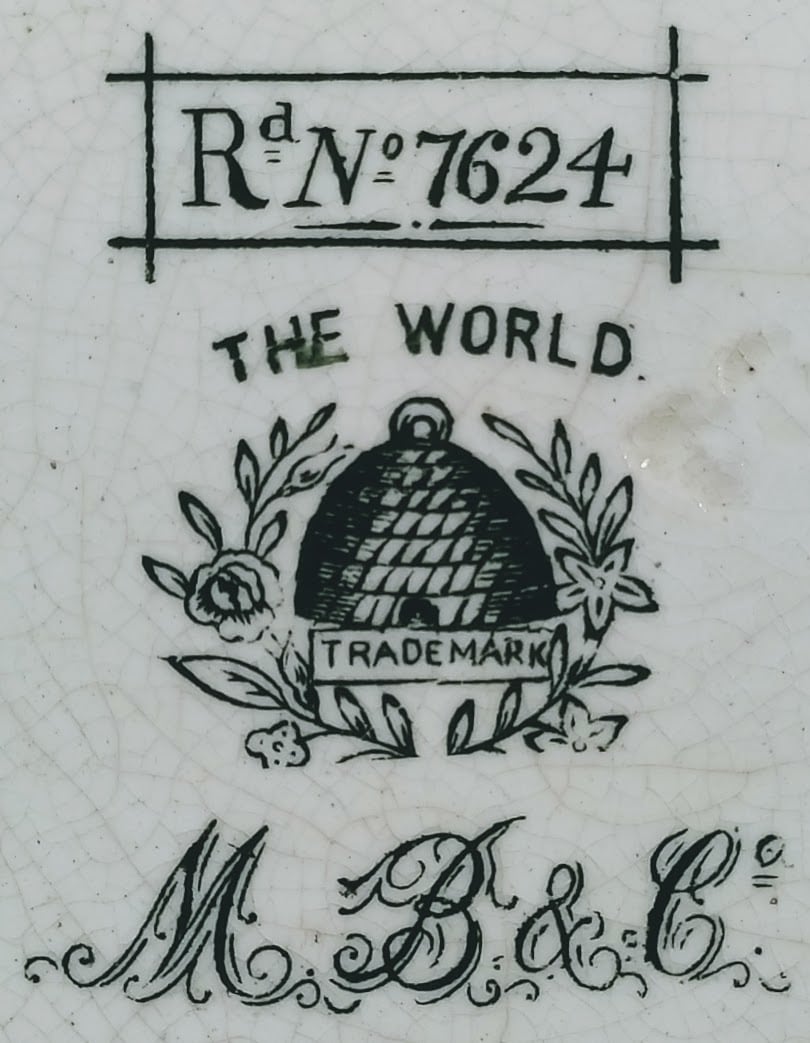 Rd No 7624
THE WORLD.
TRADEMARK
M. B. & Co.